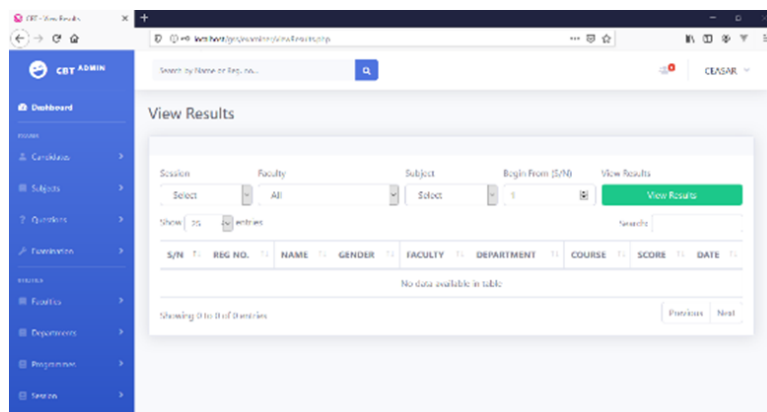 CBT - View Results
localhost/
CBT ADMIN
Search by Name or Reg. no...
CEASAR
Dashboard
View Results
Candidates
Session Faculty Subject Begin From (S/N) View Results
Subjects
Select All Select 1 View Results
Questions
Show 25 entries Search:
Examination
S/N REG NO. NAME GENDER FACULTY DEPARTMENT COURSE SCORE DATE
No data available in table
Faculties
Showing 0 to 0 of 0 entries Previous Next
Departments
Programmes
Session